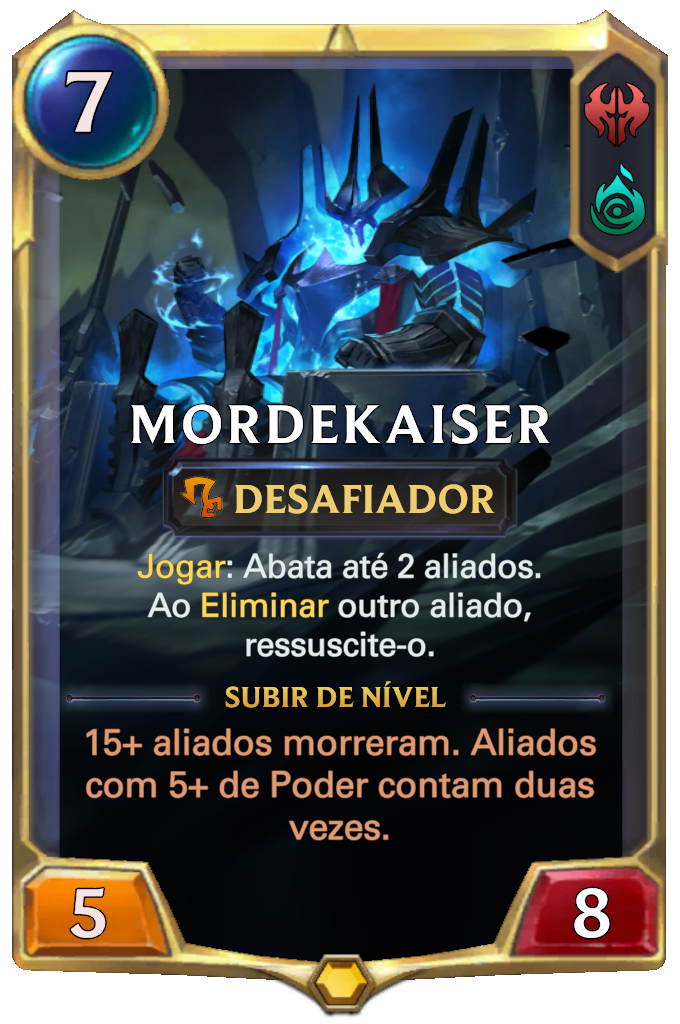 7
MORDEKAISER
DESAFIADOR
Jogar: Abata até 2 aliados.
Ao Eliminar outro aliado,
ressuscite-o.
SUBIR DE NÍVEL
15+ aliados morreram. Aliados
com 5+ de Poder contam duas
vezes.
5
8